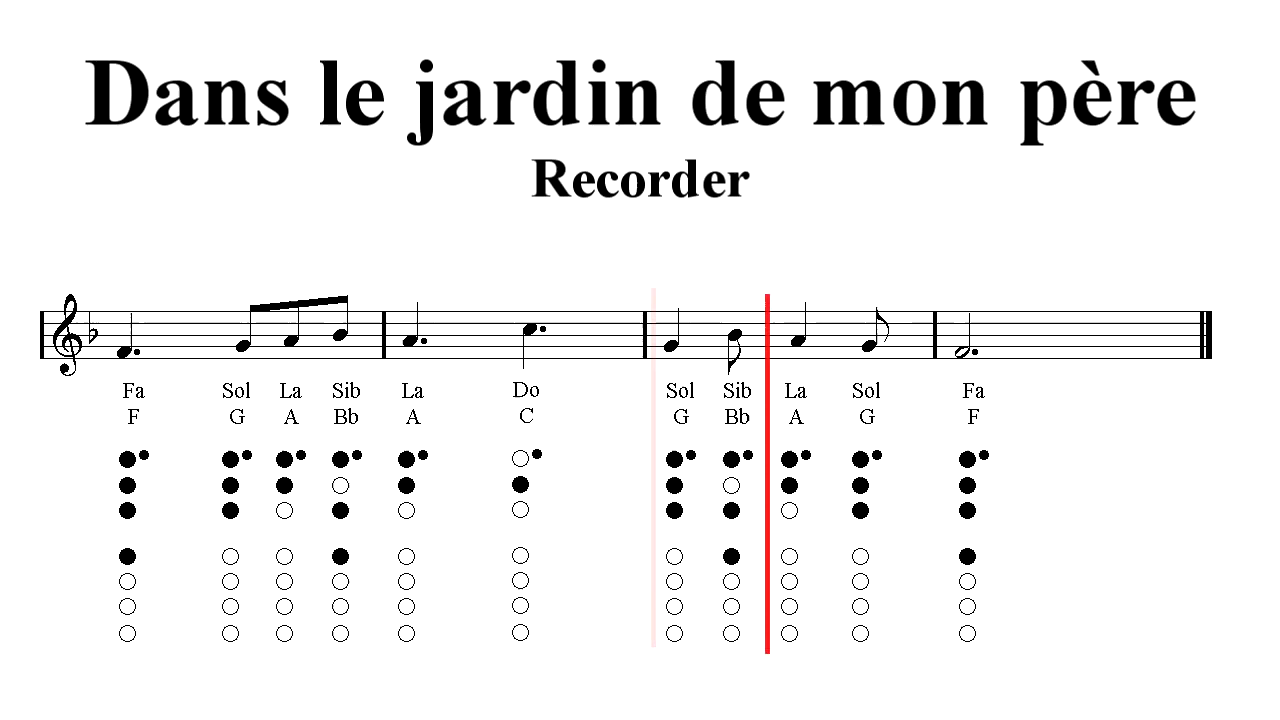 Dans le jardin de mon père
Recorder
Fa Sol La Sib La Do Sol Sib La Sol Fa
F G A Bb A C G Bb A G F